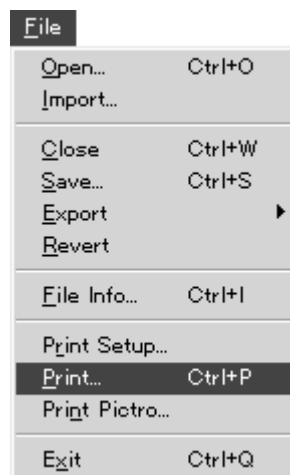 File
Open... Ctrl+O
Import...
Close Ctrl+W
Save... Ctrl+S
Export
Revert
File Info... Ctrl+I
Print Setup...
Print... Ctrl+P
Print Pictro...
Exit Ctrl+Q